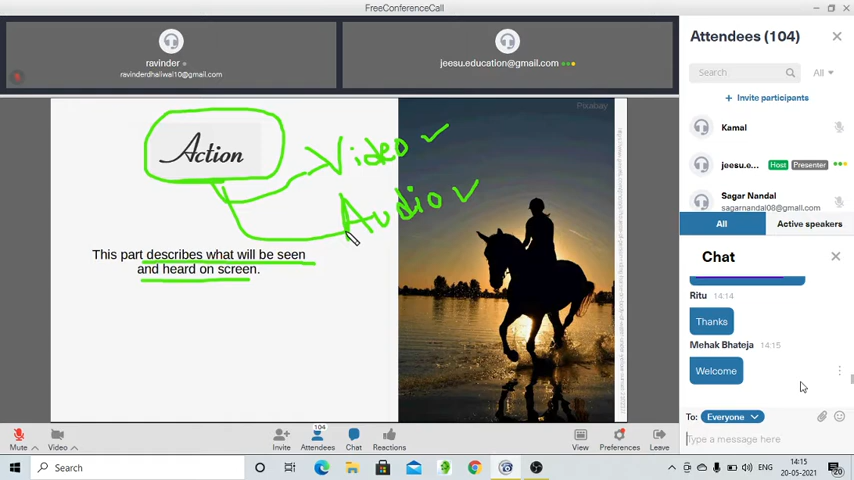 FreeConferenceCall
ravinder
ravinderdhaliwal10@gmail.com
jeesu.education@gmail.com
Action
Video ✓
Audio ✓
This part describes what will be seen
and heard on screen.
Pixabay
Attendees (104)
Search
All
+ Invite participants
Kamal
jeesu.e... Host Presenter
Sagar Nandal
sagarnandal08@gmail.com
All
Active speakers
Chat
Ritu 14:14
Thanks
Mehak Bhateja 14:15
Welcome
To: Everyone
Type a message here
Mute
Video
Invite
104
Attendees
Chat
Reactions
View
Preferences
Leave
Search
ENG
14:15
20-05-2021
20